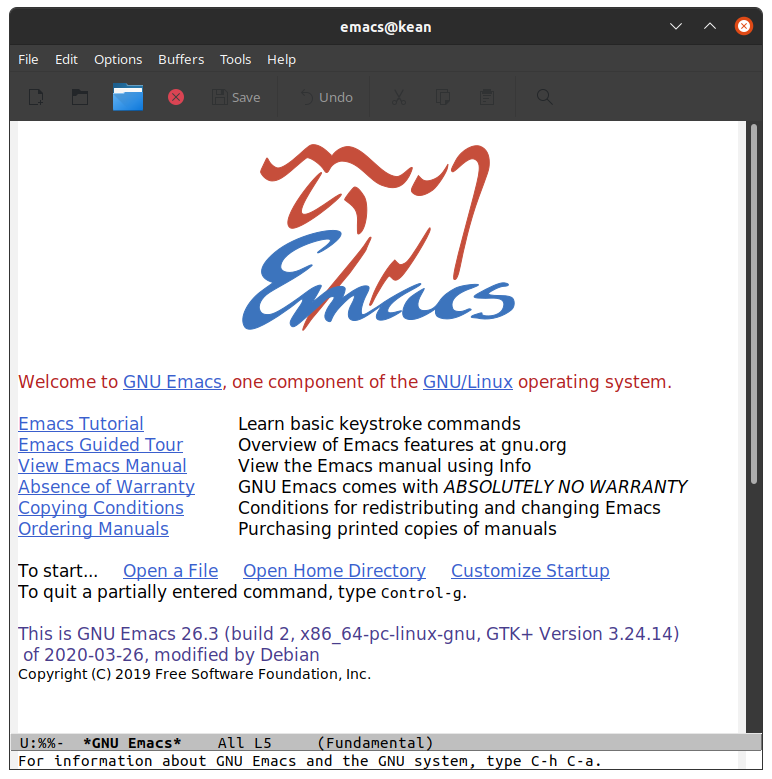 emacs@kean
File Edit Options Buffers Tools Help
Save Undo
Emacs
Welcome to GNU Emacs, one component of the GNU/Linux operating system.
Emacs Tutorial Learn basic keystroke commands
Emacs Guided Tour Overview of Emacs features at gnu.org
View Emacs Manual View the Emacs manual using Info
Absence of Warranty GNU Emacs comes with ABSOLUTELY NO WARRANTY
Copying Conditions Conditions for redistributing and changing Emacs
Ordering Manuals Purchasing printed copies of manuals
To start... Open a File Open Home Directory Customize Startup
To quit a partially entered command, type Control-g.
This is GNU Emacs 26.3 (build 2, x86_64-pc-linux-gnu, GTK+ Version 3.24.14)
of 2020-03-26, modified by Debian
Copyright (C) 2019 Free Software Foundation, Inc.
U:%%- *GNU Emacs* All L5 (Fundamental)
For information about GNU Emacs and the GNU system, type C-h C-a.